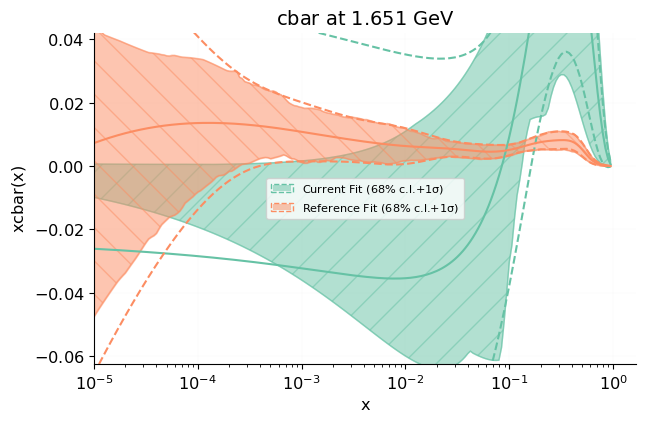 cbar at 1.651 GeV
0.04
0.02
0.00
−0.02
−0.04
−0.06
xcbar(x)
Current Fit (68% c.l.+1σ)
Reference Fit (68% c.l.+1σ)
10⁻⁵ 10⁻⁴ 10⁻³ 10⁻² 10⁻¹ 10⁰
x